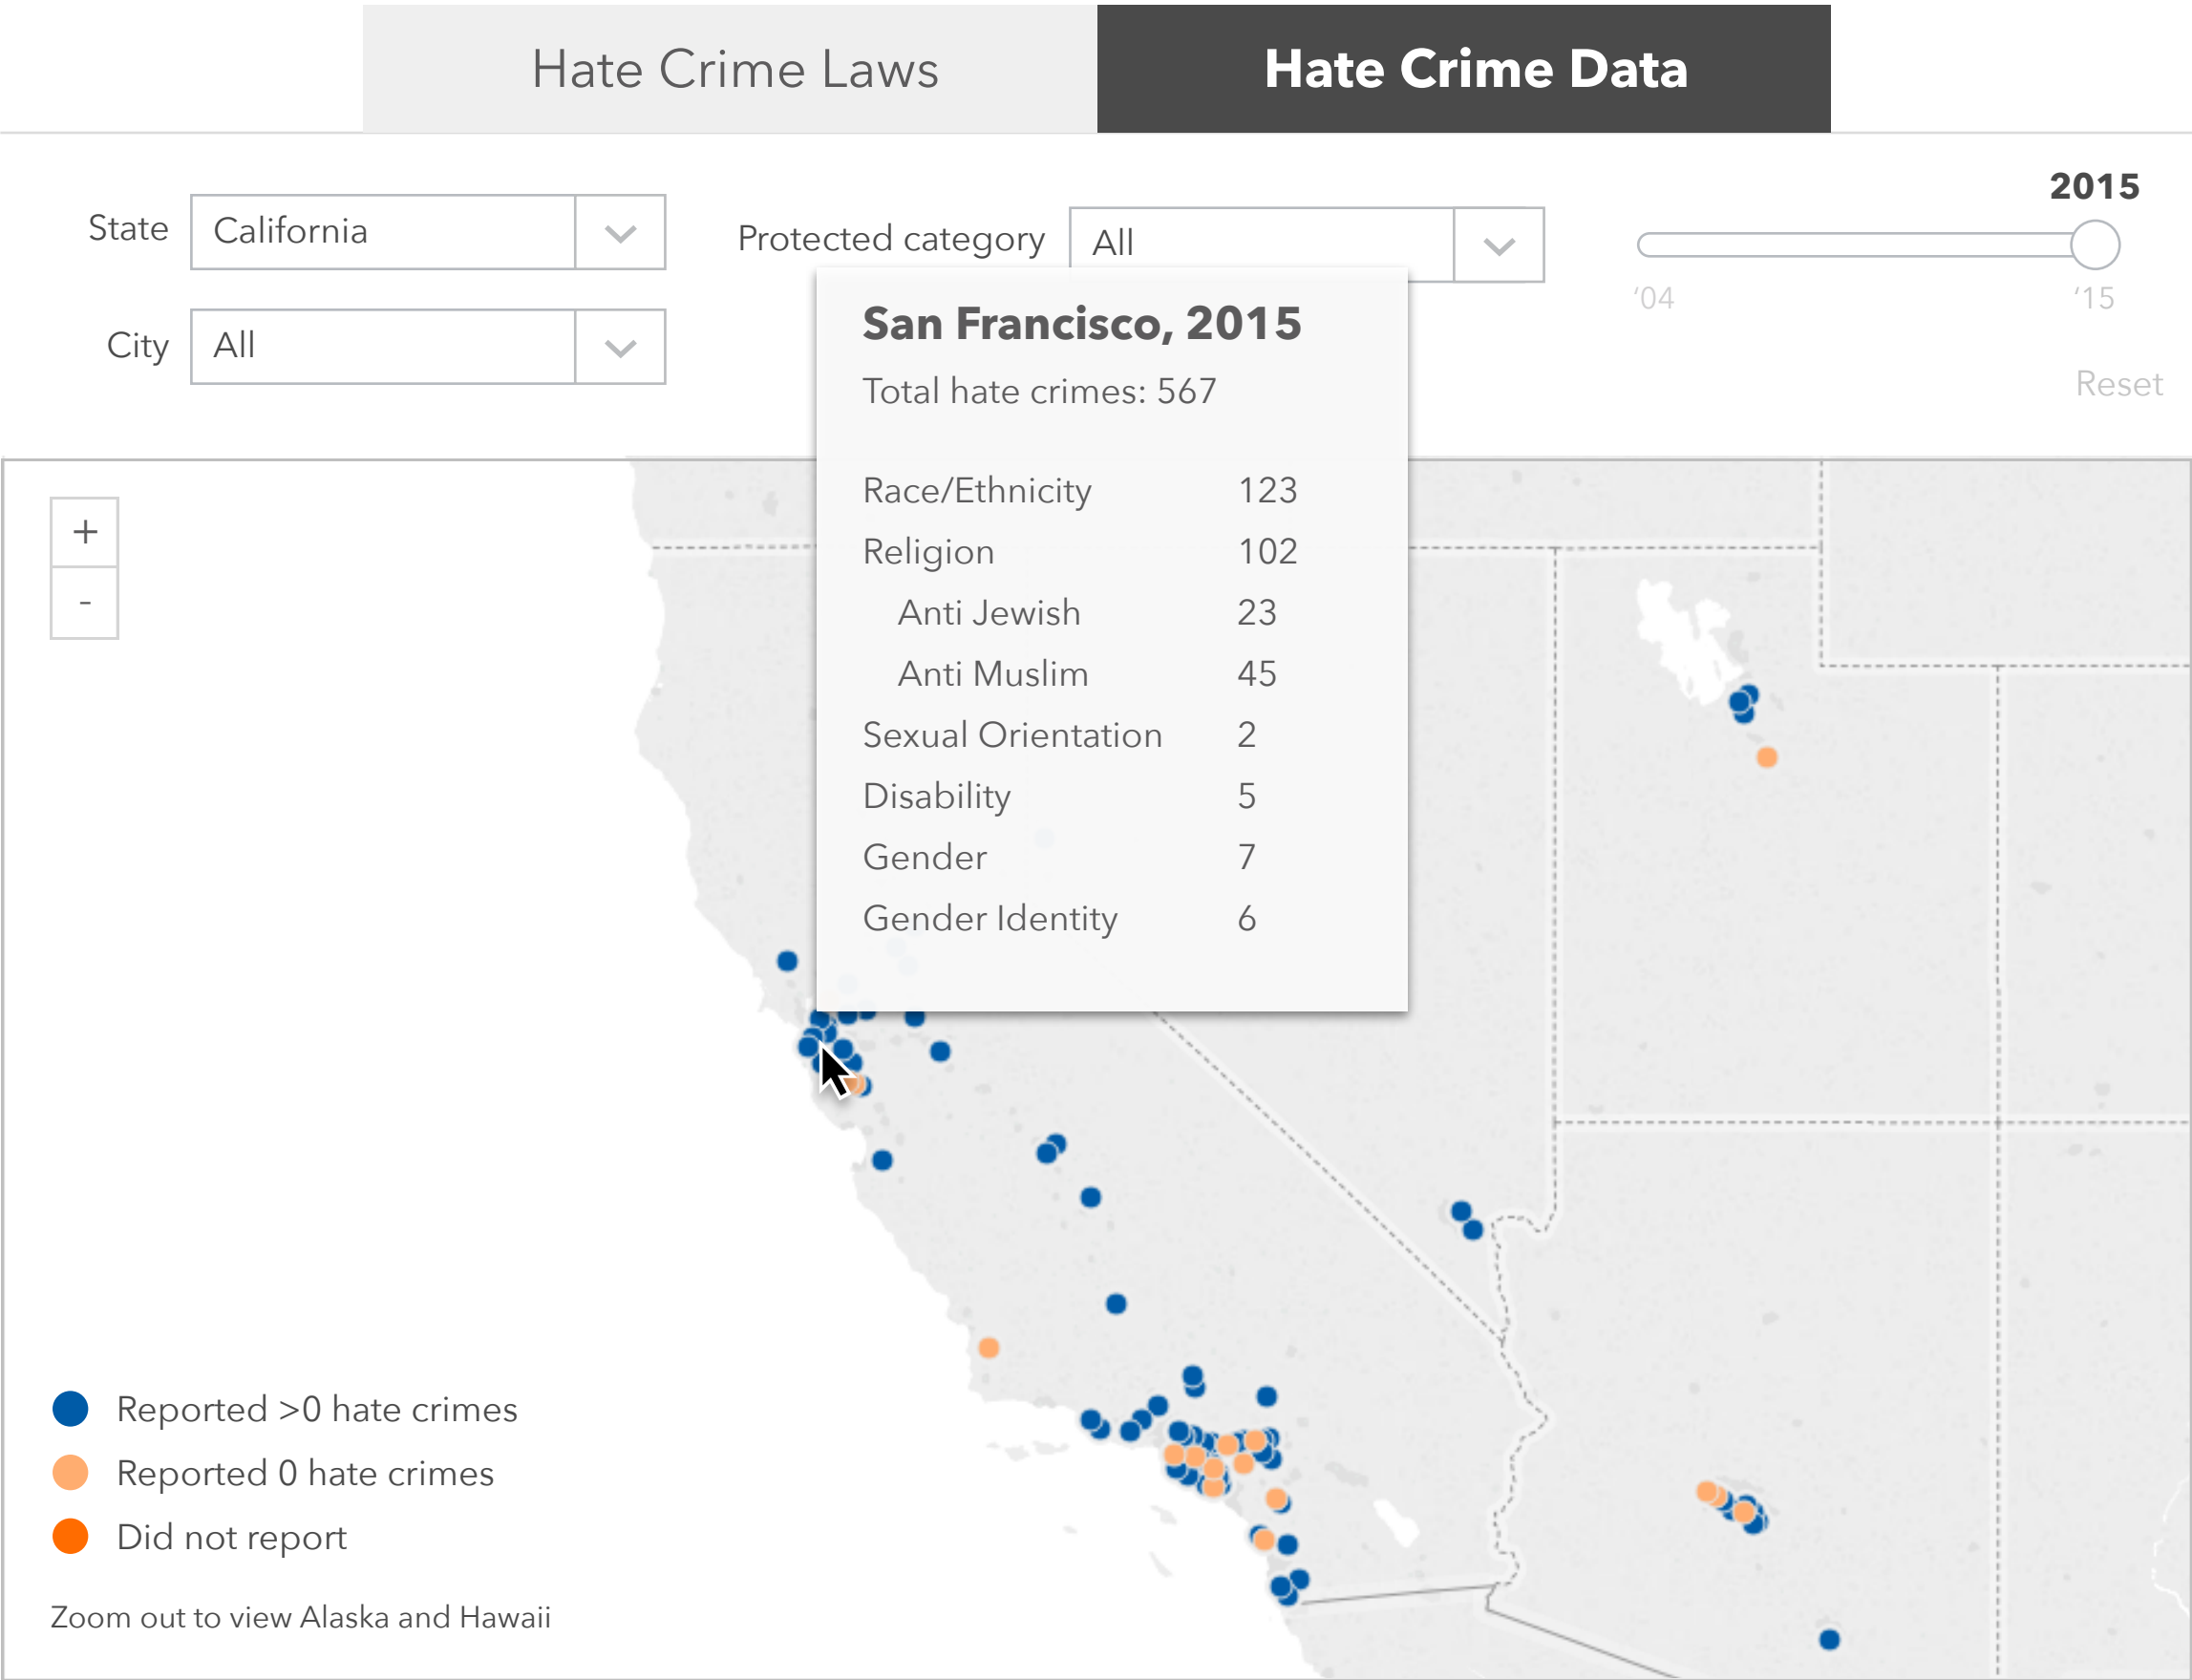 Hate Crime Laws
Hate Crime Data
State
California
Protected category
All
2015
‘04
‘15
City
All
Reset
San Francisco, 2015
Total hate crimes: 567
Race/Ethnicity 123
Religion 102
Anti Jewish 23
Anti Muslim 45
Sexual Orientation 2
Disability 5
Gender 7
Gender Identity 6
+
-
Reported >0 hate crimes
Reported 0 hate crimes
Did not report
Zoom out to view Alaska and Hawaii